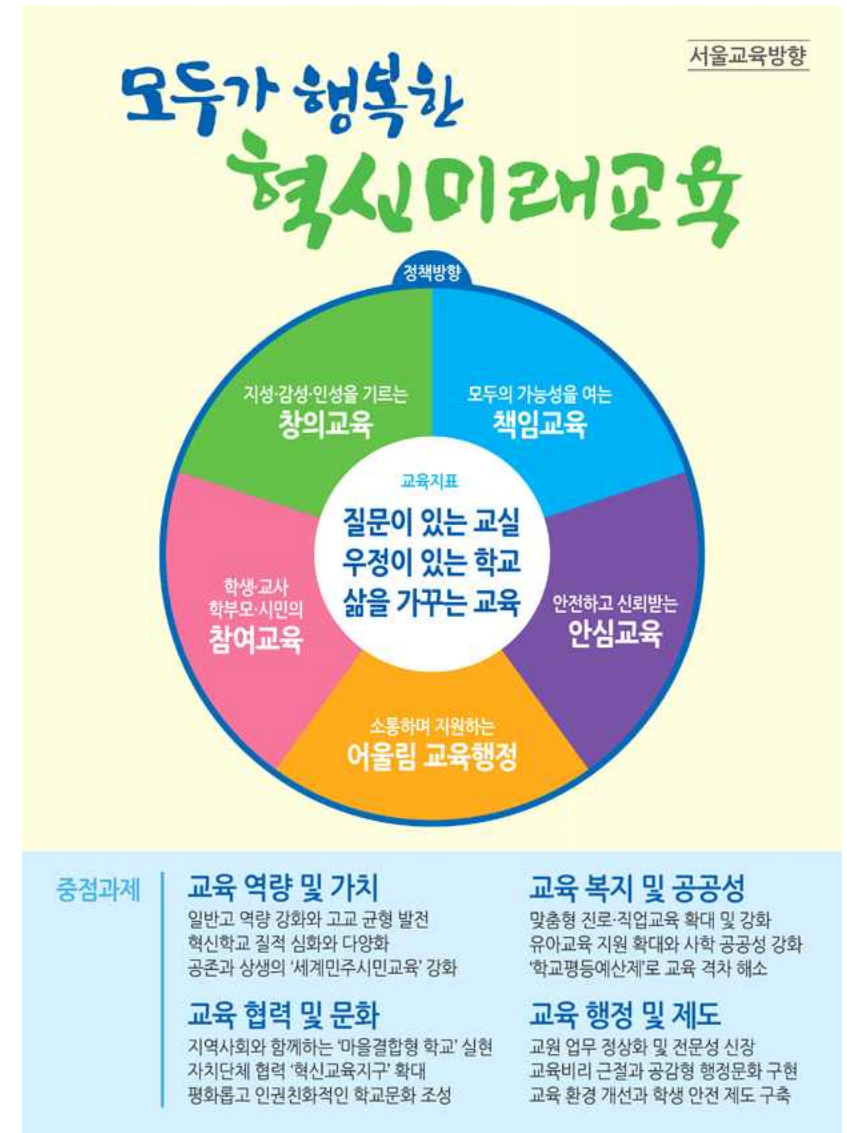 서울교육방향
모두가 행복한
혁신미래교육
정책방향
지성·감성·인성을 기르는
창의교육
모두의 가능성을 여는
책임교육
교육지표
질문이 있는 교실
우정이 있는 학교
삶을 가꾸는 교육
학생·교사
학부모·시민의
참여교육
안전하고 신뢰받는
안심교육
소통하며 지원하는
어울림 교육행정
중점과제
교육 역량 및 가치
일반고 역량 강화와 고교 균형 발전
혁신학교 질적 심화와 다양화
공존과 상생의 '세계민주시민교육' 강화
교육 복지 및 공공성
맞춤형 진로·직업교육 확대 및 강화
유아교육 지원 확대와 사학 공공성 강화
'학교평등예산제'로 교육 격차 해소
교육 협력 및 문화
지역사회와 함께하는 '마을결합형 학교' 실현
자치단체 협력 '혁신교육지구' 확대
평화롭고 인권친화적인 학교문화 조성
교육 행정 및 제도
교원 업무 정상화 및 전문성 신장
교육비리 근절과 공감형 행정문화 구현
교육 환경 개선과 학생 안전 제도 구축